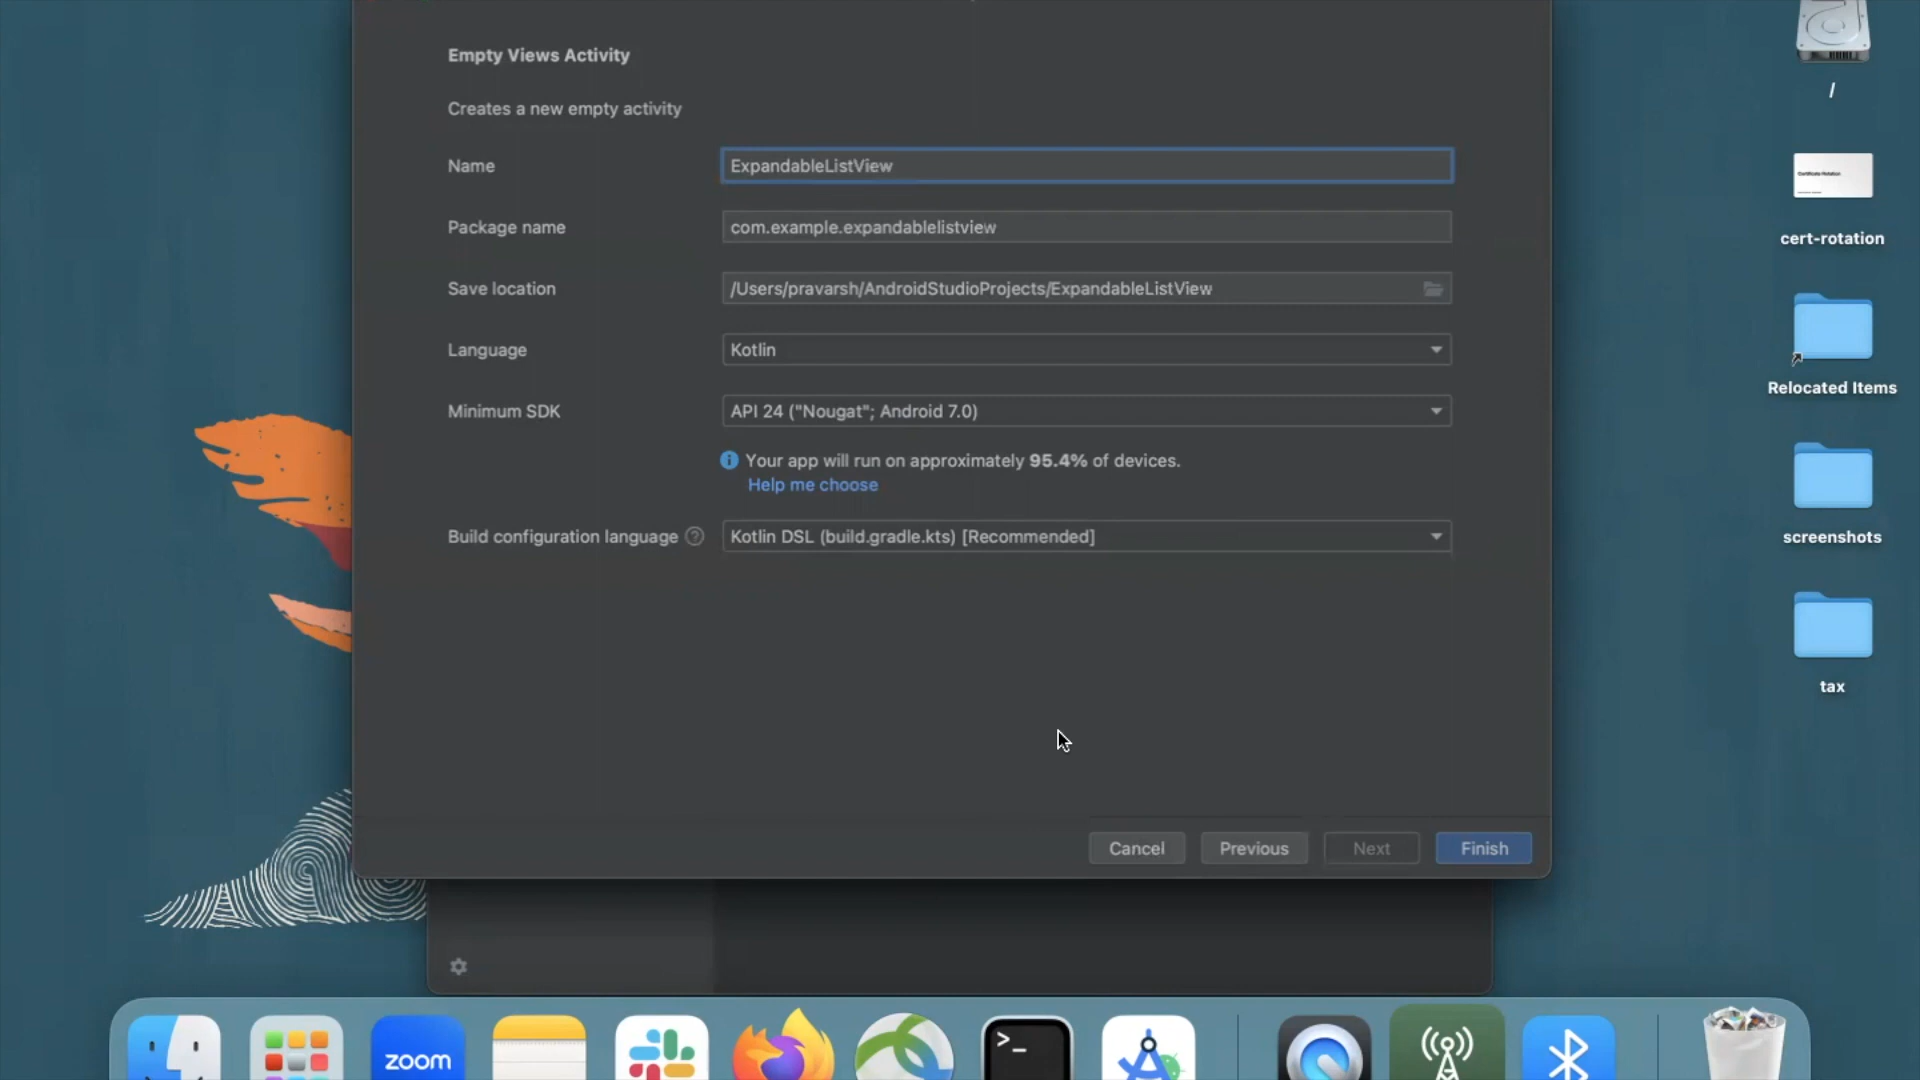 Empty Views Activity
Creates a new empty activity
Name
ExpandableListView
Package name
com.example.expandablelistview
Save location
/Users/pravarsh/AndroidStudioProjects/ExpandableListView
Language
Kotlin
Minimum SDK
API 24 ("Nougat"; Android 7.0)
Your app will run on approximately 95.4% of devices.
Help me choose
Build configuration language ?
Kotlin DSL (build.gradle.kts) [Recommended]
Cancel
Previous
Next
Finish
/
Certificate Rotation
cert-rotation
Relocated Items
screenshots
tax
zoom
>_